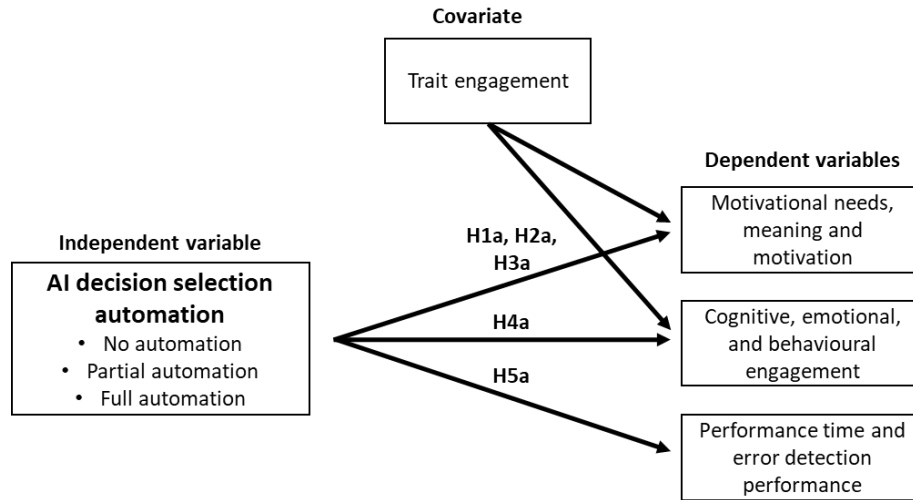 Covariate
Trait engagement
Dependent variables
Motivational needs,
meaning and
motivation
Independent variable
AI decision selection
automation
• No automation
• Partial automation
• Full automation
H1a, H2a,
H3a
H4a
H5a
Cognitive, emotional,
and behavioural
engagement
Performance time and
error detection
performance